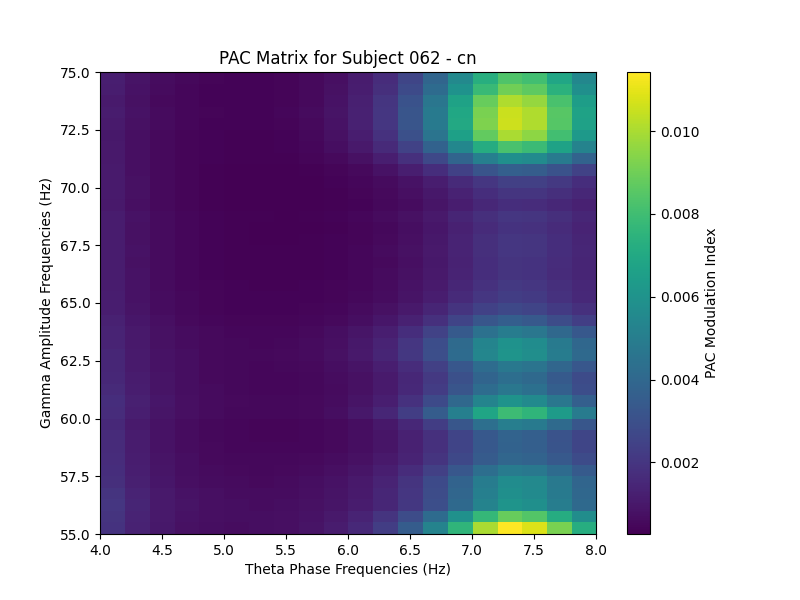 PAC Matrix for Subject 062 - cn
75.0
72.5
70.0
67.5
65.0
62.5
60.0
57.5
55.0
Gamma Amplitude Frequencies (Hz)
4.0 4.5 5.0 5.5 6.0 6.5 7.0 7.5 8.0
Theta Phase Frequencies (Hz)
0.010
0.008
0.006
0.004
0.002
PAC Modulation Index